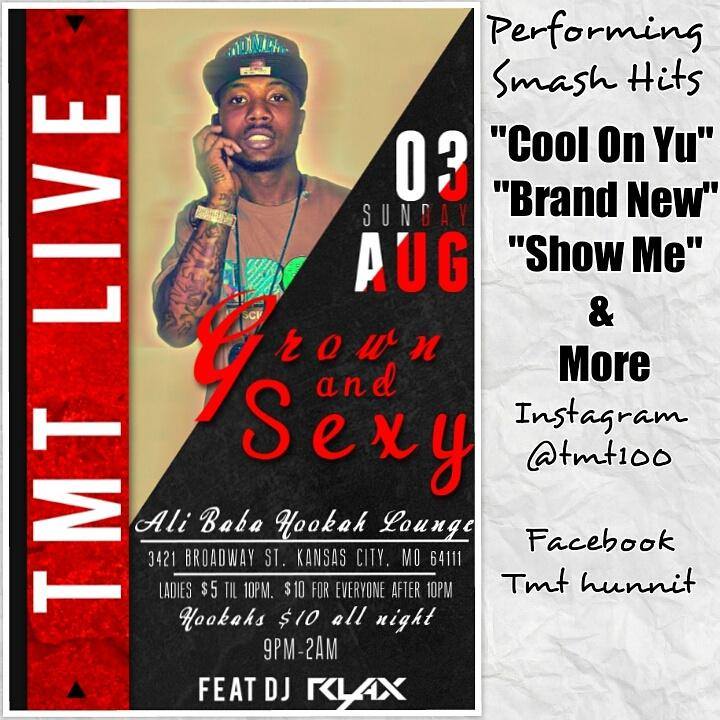 TMT LIVE
03
SUNDAY
AUG
Grown
and
Sexy
Ali Baba Hookah Lounge
3421 BROADWAY ST. KANSAS CITY, MO 64111
LADIES $5 TIL 10PM. $10 FOR EVERYONE AFTER 10PM
Hookahs $10 all night
9PM-2AM
FEAT DJ RLAX
Performing
Smash Hits
"Cool On Yu"
"Brand New"
"Show Me"
&
More
Instagram
@tmt100
Facebook
Tmt hunnit